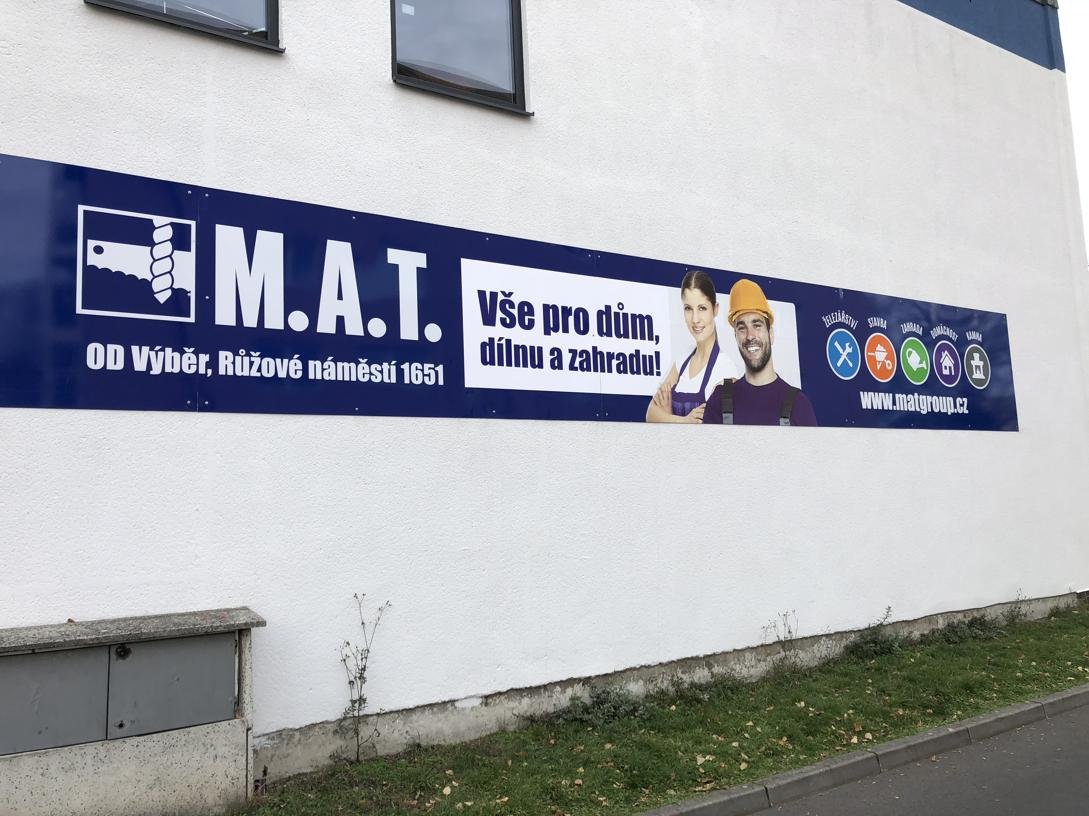 M.A.T.
OD Výběr, Růžové náměstí 1651
Vše pro dům,
dílnu a zahradu!
ŽELEZÁŘSTVÍ
STAVBA
ZAHRADA
DOMÁCNOST
KAMNA
www.matgroup.cz